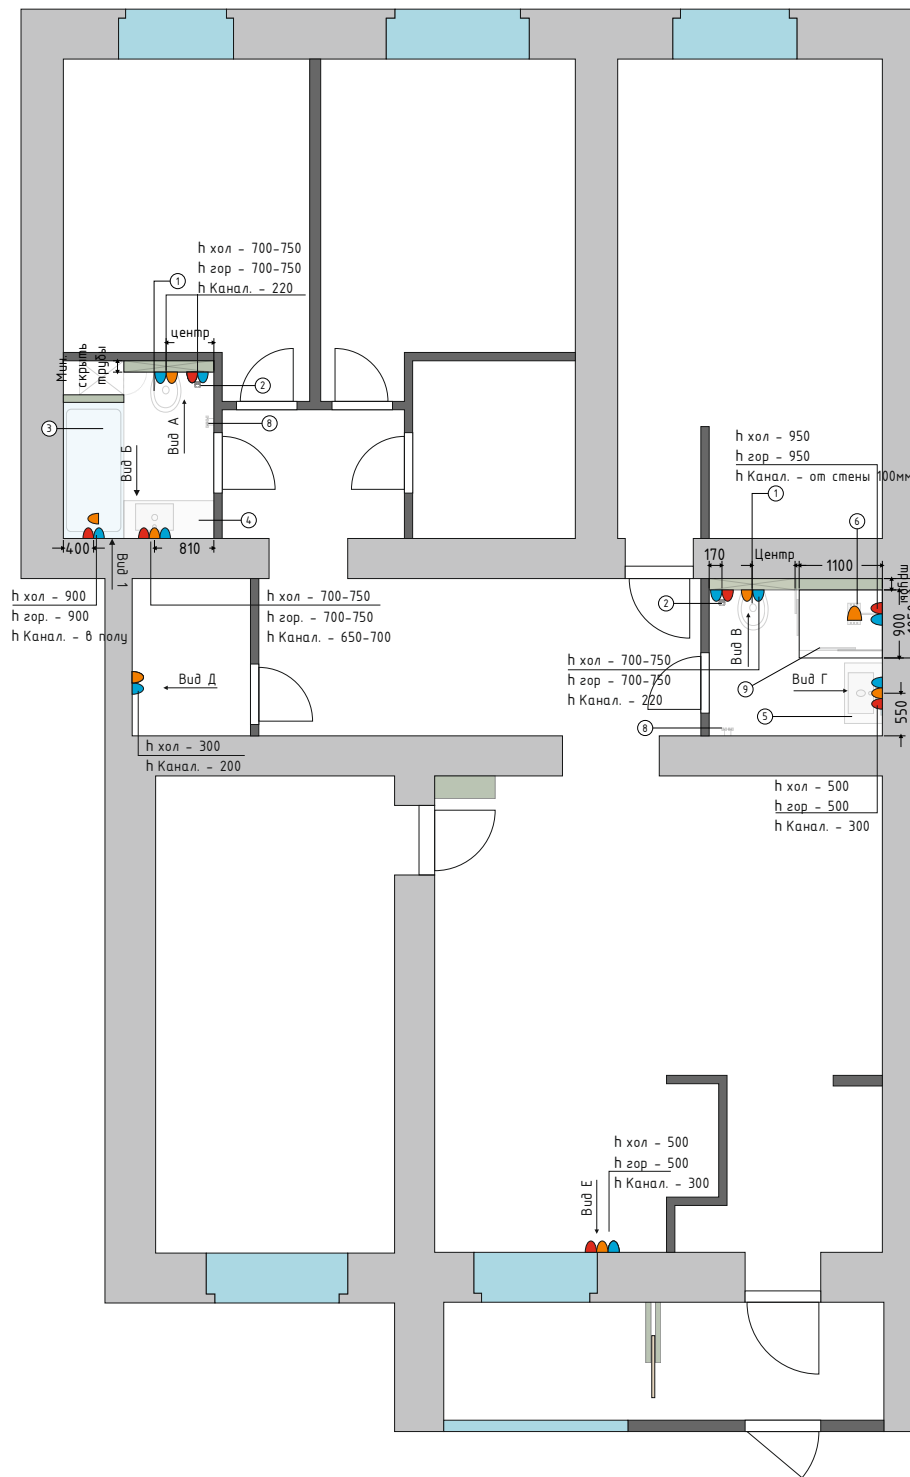 h хол - 700-750
h гор - 700-750
h Канал. - 220
1
центр
Мин.
скрыть
трубы
2
3
8
Вид А
Вид Б
4
400
810
Вид 1
h хол - 900
h гор. - 900
h Канал. - в полу
h хол - 700-750
h гор. - 700-750
h Канал. - 650-700
h хол - 950
h гор - 950
h Канал. - от стены 100мм
1
6
170
Центр
1100
трубы
2
900
Вид В
h хол - 700-750
h гор - 700-750
h Канал. - 220
9
Вид Г
5
550
8
Вид Д
h хол - 300
h Канал. - 200
h хол - 500
h гор - 500
h Канал. - 300
h хол - 500
h гор - 500
h Канал. - 300
Вид Е